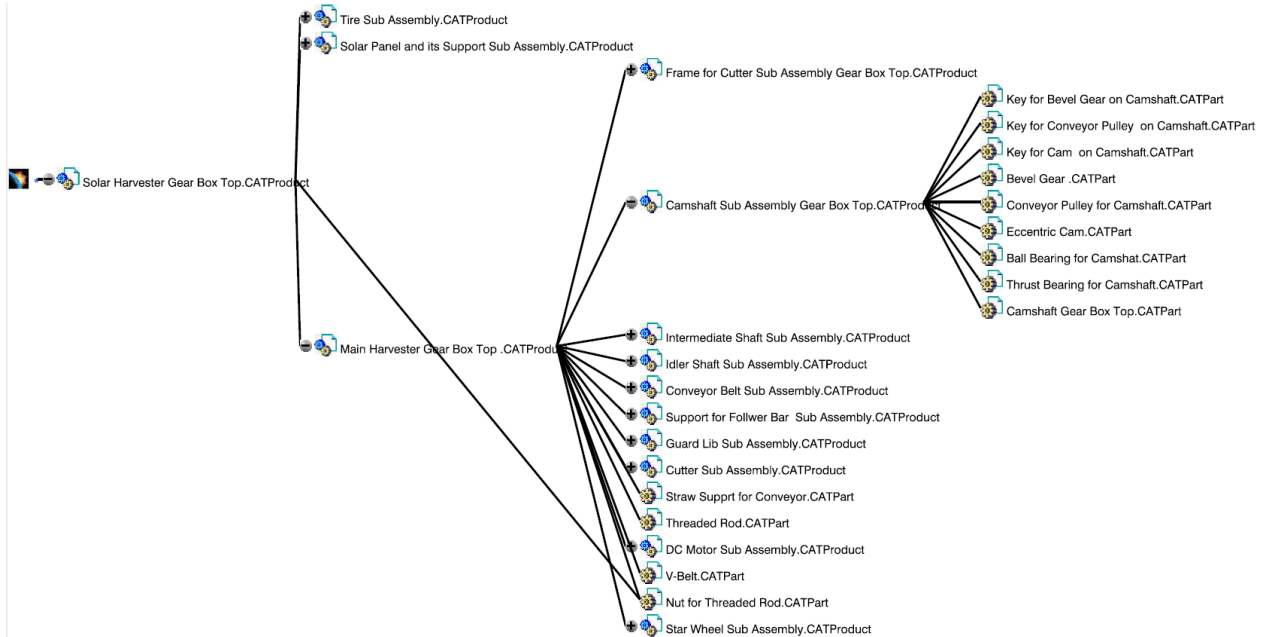 Tire Sub Assembly.CATProduct
Solar Panel and its Support Sub Assembly.CATProduct
Frame for Cutter Sub Assembly Gear Box Top.CATProduct
Key for Bevel Gear on Camshaft.CATPart
Key for Conveyor Pulley  on Camshaft.CATPart
Key for Cam  on Camshaft.CATPart
Bevel Gear .CATPart
Solar Harvester Gear Box Top.CATProduct
Camshaft Sub Assembly Gear Box Top.CATProduct
Conveyor Pulley for Camshaft.CATPart
Eccentric Cam.CATPart
Ball Bearing for Camshat.CATPart
Thrust Bearing for Camshaft.CATPart
Camshaft Gear Box Top.CATPart
Intermediate Shaft Sub Assembly.CATProduct
Main Harvester Gear Box Top .CATProduct
Idler Shaft Sub Assembly.CATProduct
Conveyor Belt Sub Assembly.CATProduct
Support for Follwer Bar  Sub Assembly.CATProduct
Guard Lib Sub Assembly.CATProduct
Cutter Sub Assembly.CATProduct
Straw Supprt for Conveyor.CATPart
Threaded Rod.CATPart
DC Motor Sub Assembly.CATProduct
V-Belt.CATPart
Nut for Threaded Rod.CATPart
Star Wheel Sub Assembly.CATProduct